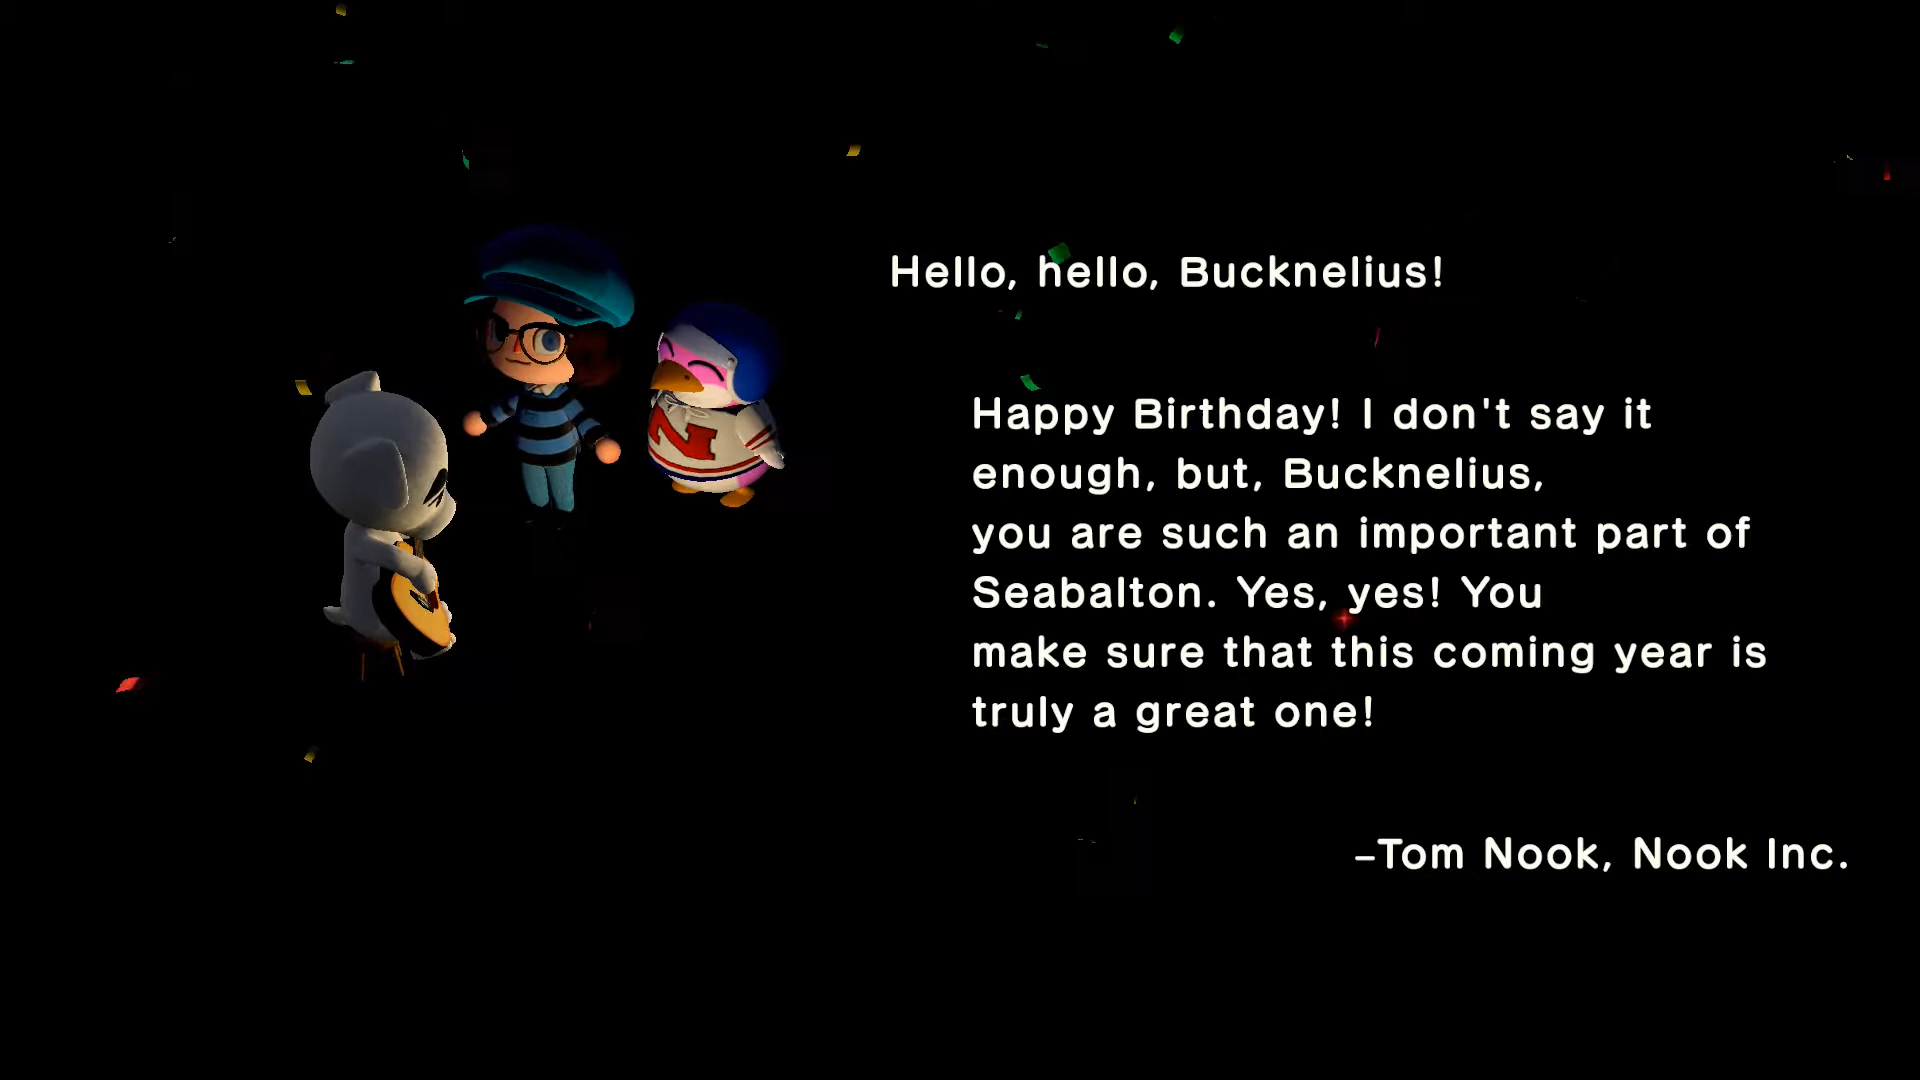 Hello, hello, Bucknelius!
Happy Birthday! I don't say it
enough, but, Bucknelius,
you are such an important part of
Seabalton. Yes, yes! You
make sure that this coming year is
truly a great one!
–Tom Nook, Nook Inc.
N